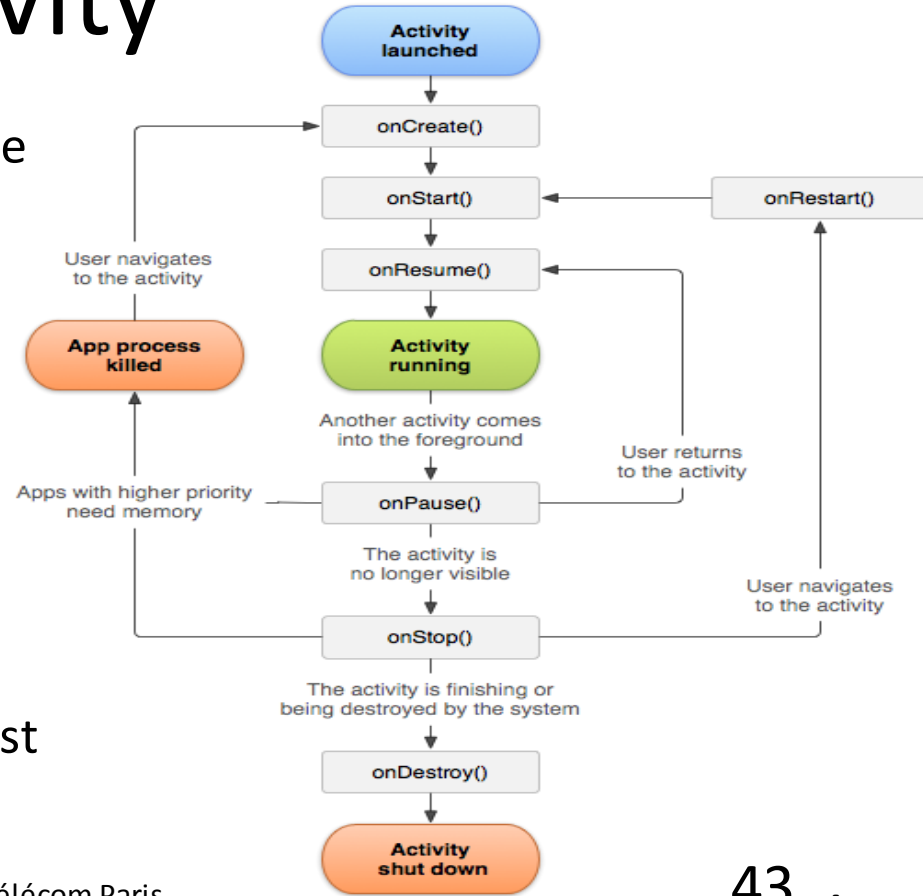 vity
Activity
launched
e
onCreate()
onStart()
onRestart()
onResume()
User navigates
to the activity
App process
killed
Activity
running
Another activity comes
into the foreground
User returns
to the activity
Apps with higher priority
need memory
onPause()
The activity is
no longer visible
User navigates
to the activity
onStop()
The activity is finishing or
being destroyed by the system
st
onDestroy()
Activity
shut down
élécom Paris
43